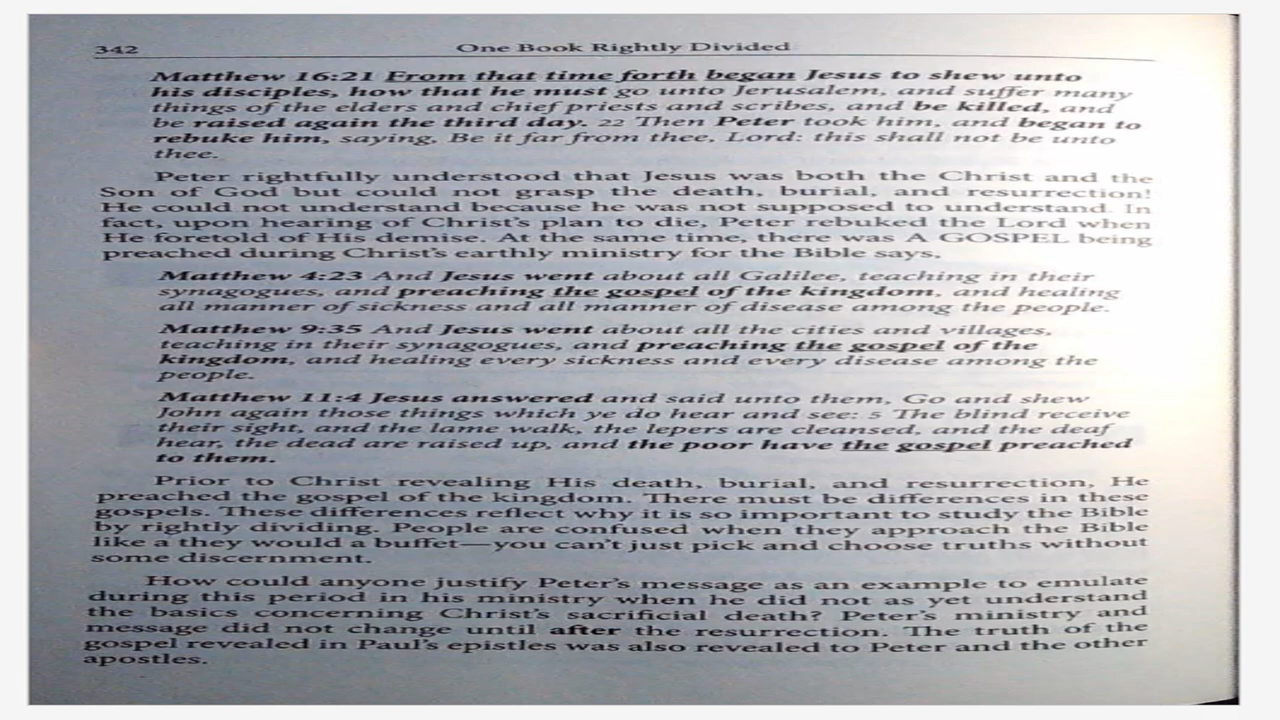 342
One Book Rightly Divided
Matthew 16:21 From that time forth began Jesus to shew unto
his disciples, how that he must go unto Jerusalem, and suffer many
things of the elders and chief priests and scribes, and be killed, and
be raised again the third day. 22 Then Peter took him, and began to
rebuke him, saying, Be it far from thee, Lord: this shall not be unto
thee.
Peter rightfully understood that Jesus was both the Christ and the
Son of God but could not grasp the death, burial, and resurrection!
He could not understand because he was not supposed to understand. In
fact, upon hearing of Christ's plan to die, Peter rebuked the Lord when
He foretold of His demise. At the same time, there was A GOSPEL being
preached during Christ's earthly ministry for the Bible says.
Matthew 4:23 And Jesus went about all Galilee, teaching in their
synagogues, and preaching the gospel of the kingdom, and healing
all manner of sickness and all manner of disease among the people.
Matthew 9:35 And Jesus went about all the cities and villages,
teaching in their synagogues, and preaching the gospel of the
kingdom, and healing every sickness and every disease among the
people.
Matthew 11:4 Jesus answered and said unto them, Go and shew
John again those things which ye do hear and see: 5 The blind receive
their sight, and the lame walk, the lepers are cleansed, and the deaf
hear, the dead are raised up, and the poor have the gospel preached
to them.
Prior to Christ revealing His death, burial, and resurrection, He
preached the gospel of the kingdom. There must be differences in these
gospels. These differences reflect why it is so important to study the Bible
by rightly dividing. People are confused when they approach the Bible
like a they would a buffet—you can't just pick and choose truths without
some discernment.
How could anyone justify Peter's message as an example to emulate
during this period in his ministry when he did not as yet understand
the basics concerning Christ's sacrificial death? Peter's ministry and
message did not change until after the resurrection. The truth of the
gospel revealed in Paul's epistles was also revealed to Peter and the other
apostles.